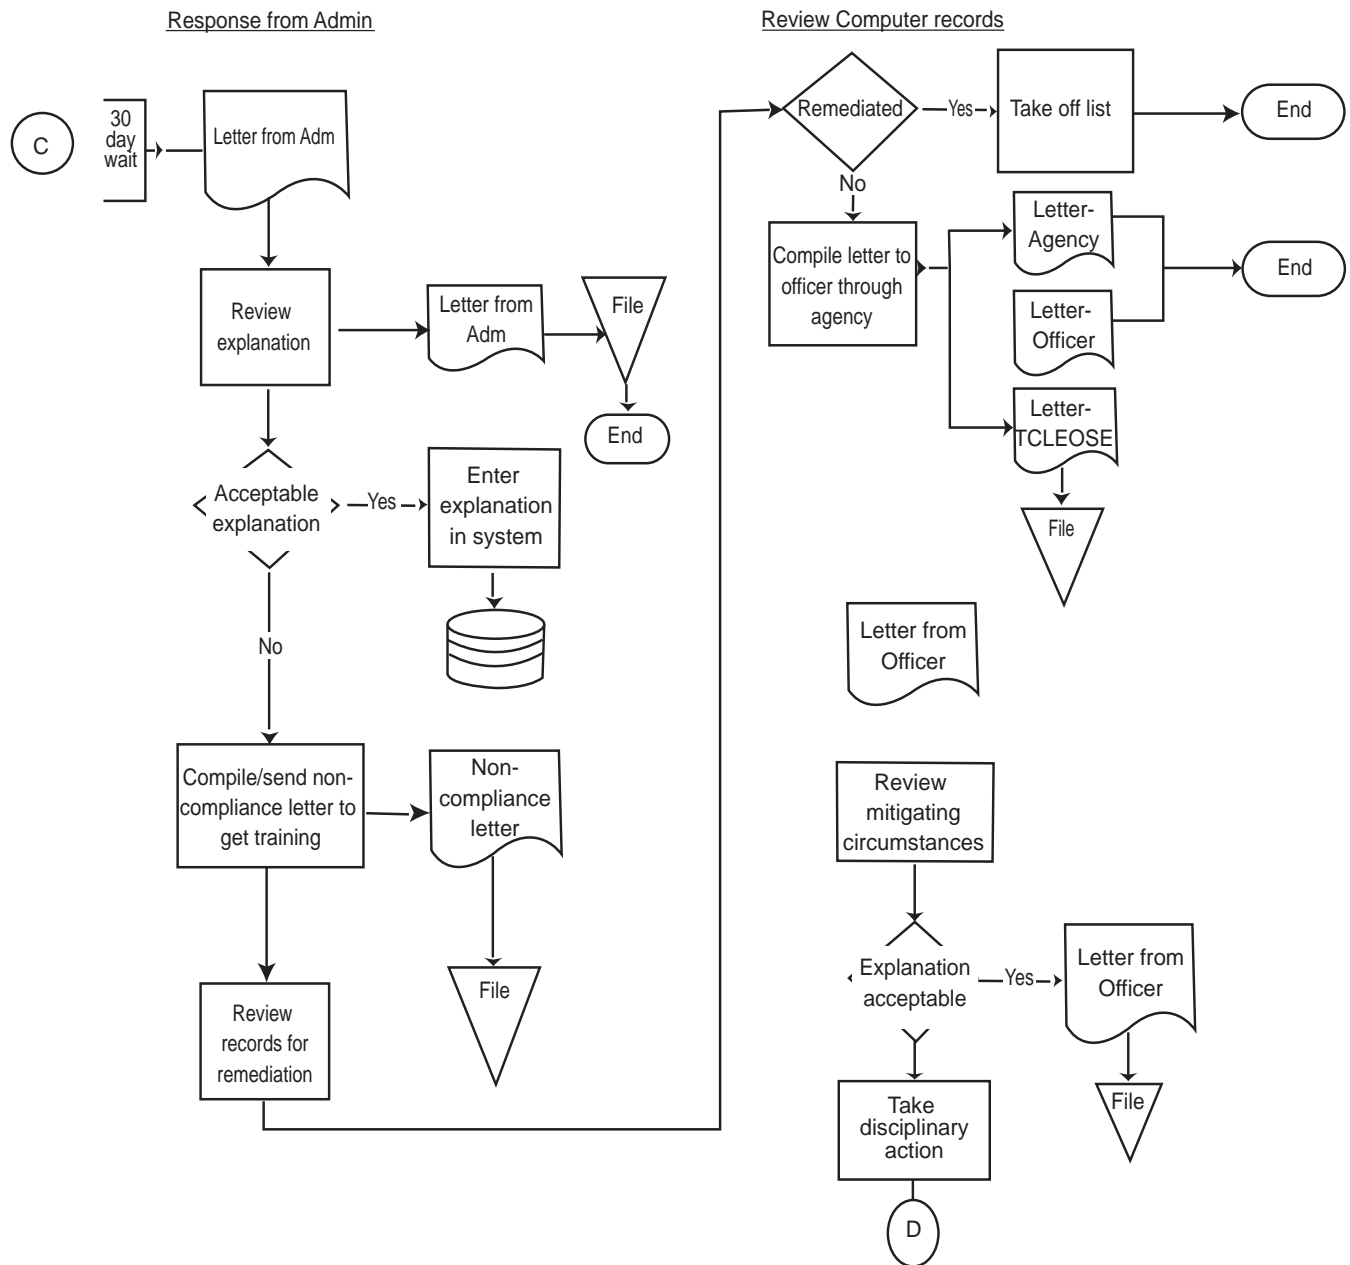 Response from Admin
C
30
day
wait
Letter from Adm
Review
explanation
Letter from
Adm
File
End
Acceptable
explanation
Yes
Enter
explanation
in system
No
Compile/send non-
compliance letter to
get training
Non-
compliance
letter
File
Review
records for
remediation
Review Computer records
Remediated
Yes
Take off list
End
No
Compile letter to
officer through
agency
Letter-
Agency
Letter-
Officer
End
Letter-
TCLEOSE
File
Letter from
Officer
Review
mitigating
circumstances
Explanation
acceptable
Yes
Letter from
Officer
File
Take
disciplinary
action
D